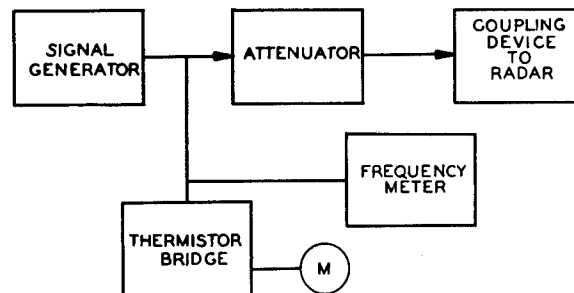 SIGNAL
GENERATOR
ATTENUATOR
COUPLING
DEVICE
TO
RADAR
FREQUENCY
METER
THERMISTOR
BRIDGE
M